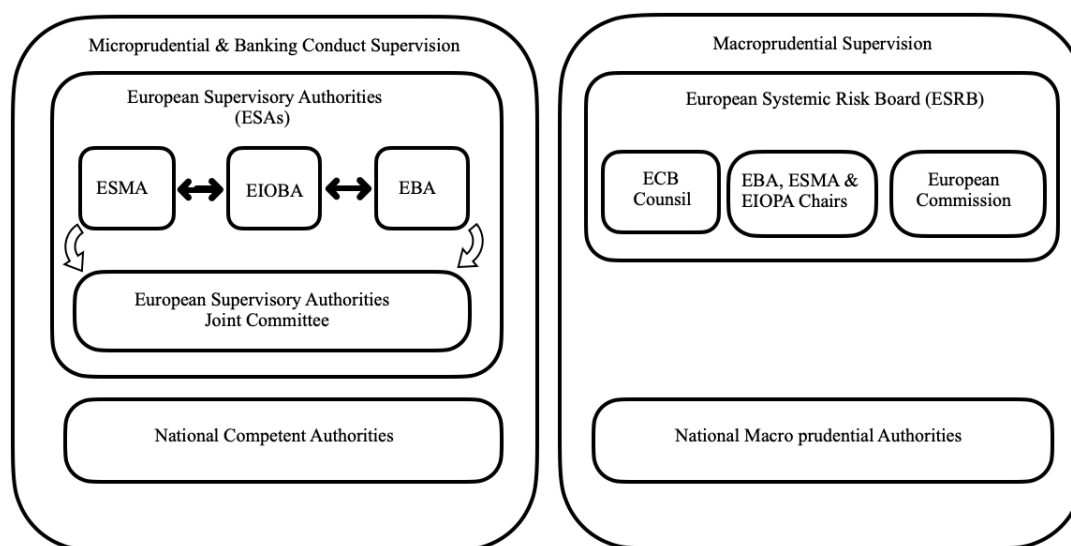 Microprudential & Banking Conduct Supervision
European Supervisory Authorities
(ESAs)
ESMA
EIOBA
EBA
European Supervisory Authorities
Joint Committee
National Competent Authorities
Macroprudential Supervision
European Systemic Risk Board (ESRB)
ECB
Counsil
EBA, ESMA &
EIOPA Chairs
European
Commission
National Macro prudential Authorities